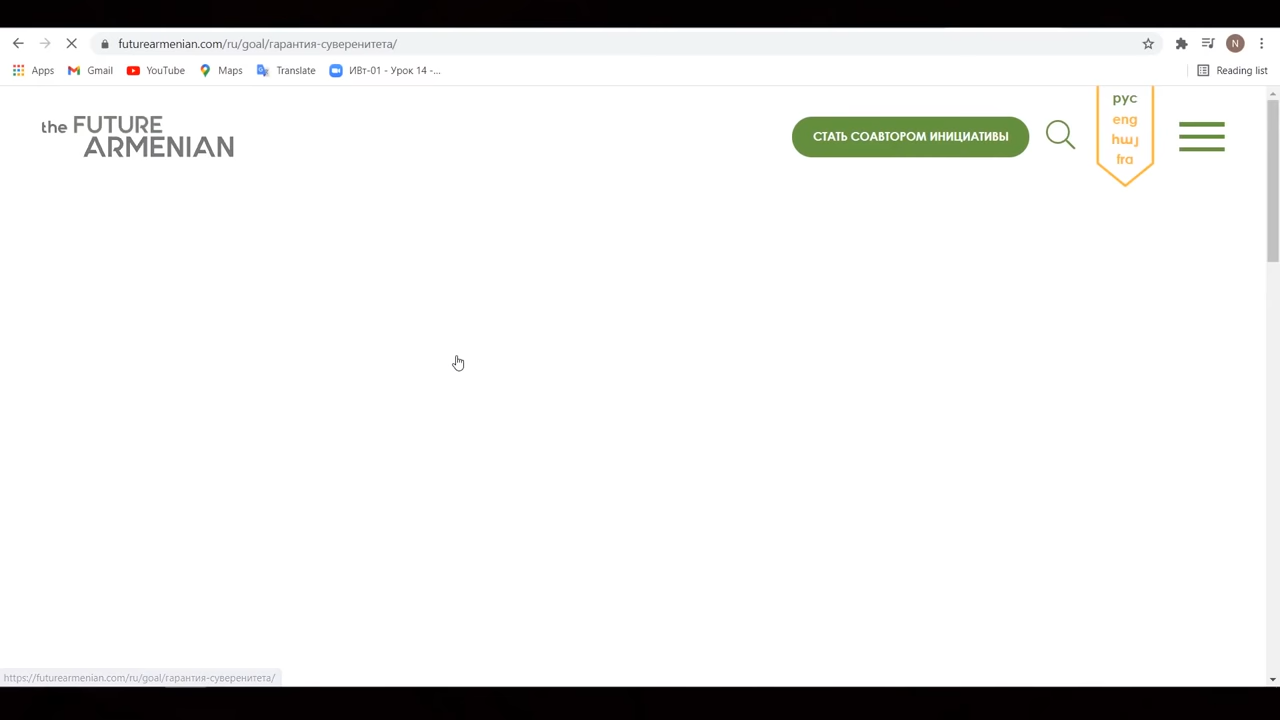 futurearmenian.com/ru/goal/гарантия-суверенитета/
N
Apps
Gmail
YouTube
Maps
Translate
ИВт-01 - Урок 14 -...
Reading list
the FUTURE
ARMENIAN
СТАТЬ СОАВТОРОМ ИНИЦИАТИВЫ
рус
eng
հայ
fra
https://futurearmenian.com/ru/goal/гарантия-суверенитета/